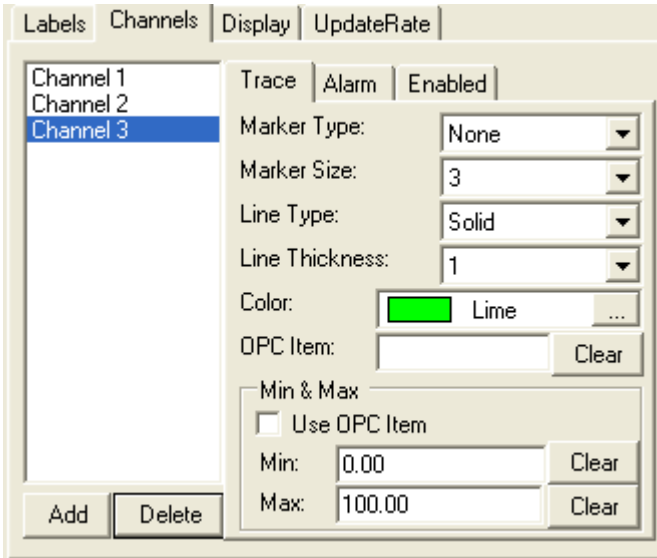 Labels Channels Display UpdateRate
Channel 1
Channel 2
Channel 3
Trace Alarm Enabled
Marker Type: None
Marker Size: 3
Line Type: Solid
Line Thickness: 1
Color: Lime ...
OPC Item: Clear
Min & Max
Use OPC Item
Min: 0.00 Clear
Max: 100.00 Clear
Add Delete